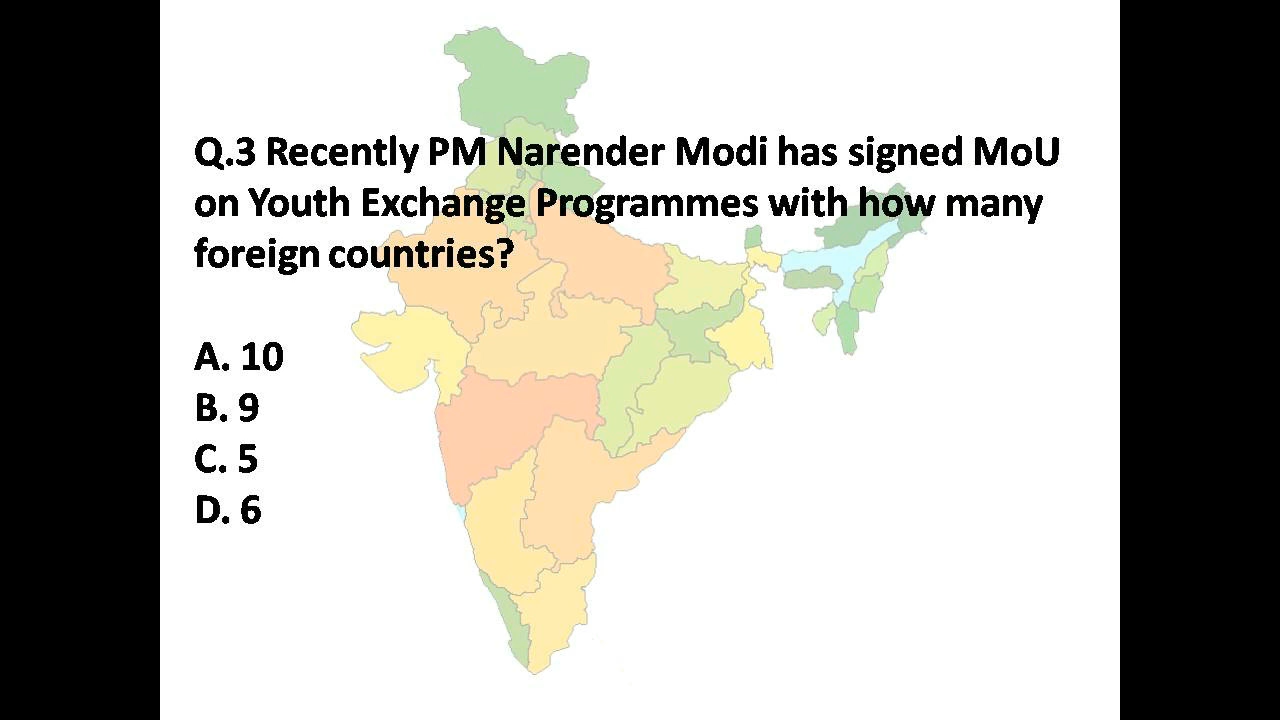 Q.3 Recently PM Narender Modi has signed MoU
on Youth Exchange Programmes with how many
foreign countries?
A. 10
B. 9
C. 5
D. 6